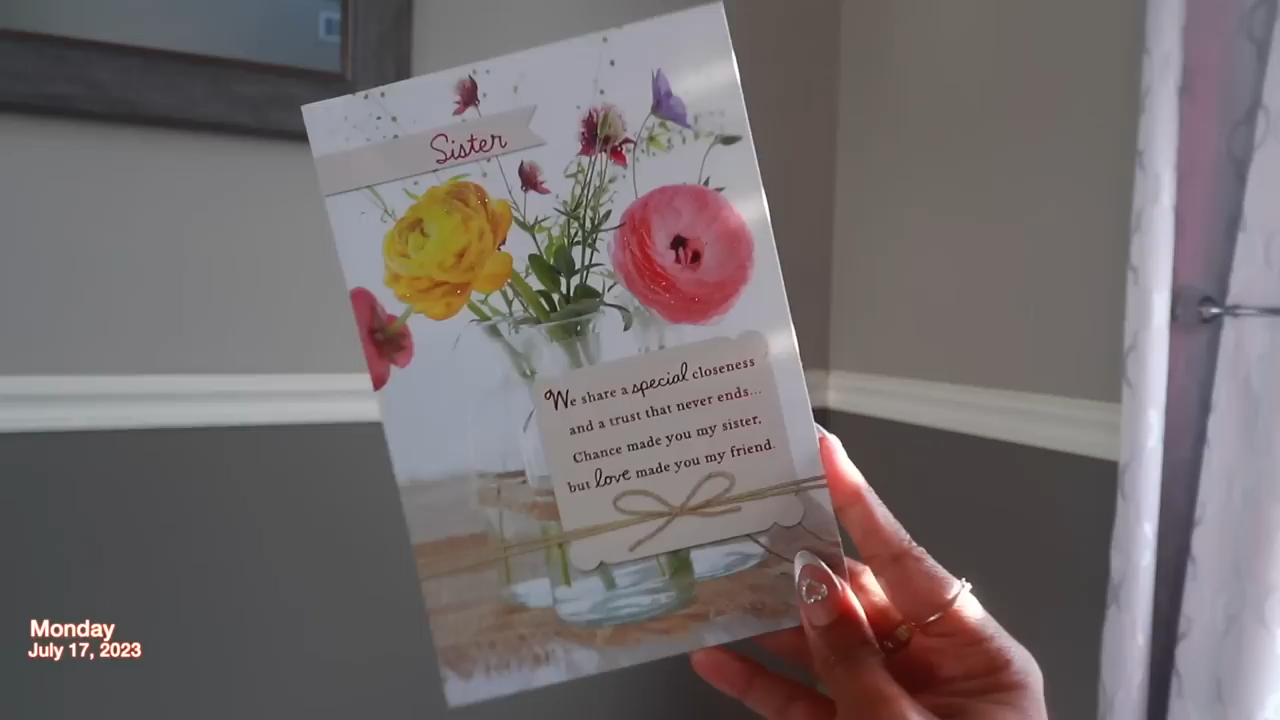 Sister
We share a special closeness
and a trust that never ends...
Chance made you my sister,
but love made you my friend.
Monday
July 17, 2023